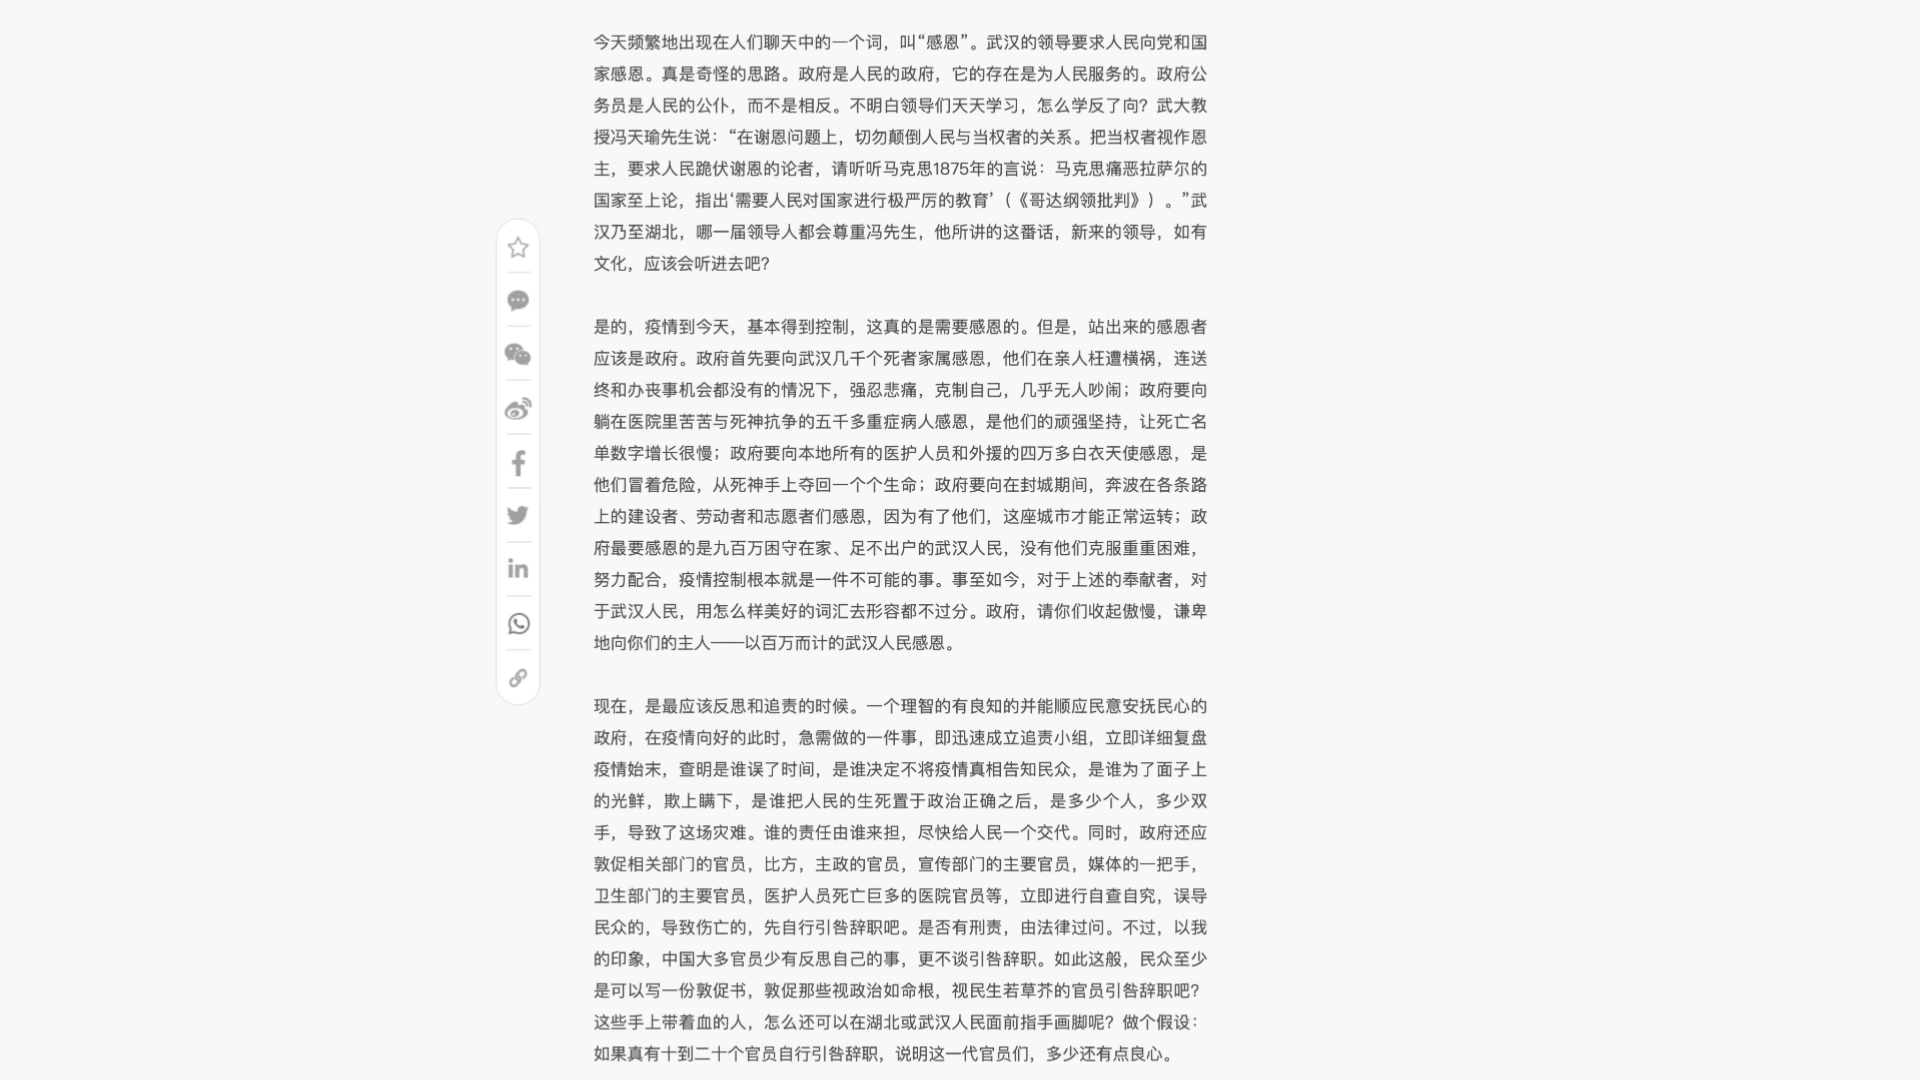 今天频繁地出现在人们聊天中的一个词，叫“感恩”。武汉的领导要求人民向党和国
家感恩。真是奇怪的思路。政府是人民的政府，它的存在是为人民服务的。政府公
务员是人民的公仆，而不是相反。不明白领导们天天学习，怎么学反了向？武大教
授冯天瑜先生说：“在谢恩问题上，切勿颠倒人民与当权者的关系。把当权者视作恩
主，要求人民跪伏谢恩的论者，请听听马克思1875年的言说：马克思痛恶拉萨尔的
国家至上论，指出‘需要人民对国家进行极严厉的教育’（《哥达纲领批判》）。”武
汉乃至湖北，哪一届领导人都会尊重冯先生，他所讲的这番话，新来的领导，如有
文化，应该会听进去吧？
是的，疫情到今天，基本得到控制，这真的是需要感恩的。但是，站出来的感恩者
应该是政府。政府首先要向武汉几千个死者家属感恩，他们在亲人枉遭横祸，连送
终和办丧事机会都没有的情况下，强忍悲痛，克制自己，几乎无人吵闹；政府要向
躺在医院里苦苦与死神抗争的五千多重症病人感恩，是他们的顽强坚持，让死亡名
单数字增长很慢；政府要向本地所有的医护人员和外援的四万多白衣天使感恩，是
他们冒着危险，从死神手上夺回一个个生命；政府要向在封城期间，奔波在各条路
上的建设者、劳动者和志愿者们感恩，因为有了他们，这座城市才能正常运转；政
府最要感恩的是九百万困守在家、足不出户的武汉人民，没有他们克服重重困难，
努力配合，疫情控制根本就是一件不可能的事。事至如今，对于上述的奉献者，对
于武汉人民，用怎么样美好的词汇去形容都不过分。政府，请你们收起傲慢，谦卑
地向你们的主人——以百万而计的武汉人民感恩。
现在，是最应该反思和追责的时候。一个理智的有良知的并能顺应民意安抚民心的
政府，在疫情向好的此时，急需做的一件事，即迅速成立追责小组，立即详细复盘
疫情始末，查明是谁误了时间，是谁决定不将疫情真相告知民众，是谁为了面子上
的光鲜，欺上瞒下，是谁把人民的生死置于政治正确之后，是多少个人，多少双
手，导致了这场灾难。谁的责任由谁来担，尽快给人民一个交代。同时，政府还应
敦促相关部门的官员，比方，主政的官员，宣传部门的主要官员，媒体的一把手，
卫生部门的主要官员，医护人员死亡巨多的医院官员等，立即进行自查自究，误导
民众的，导致伤亡的，先自行引咎辞职吧。是否有刑责，由法律过问。不过，以我
的印象，中国大多官员少有反思自己的事，更不谈引咎辞职。如此这般，民众至少
是可以写一份敦促书，敦促那些视政治如命根，视民生若草芥的官员引咎辞职吧？
这些手上带着血的人，怎么还可以在湖北或武汉人民面前指手画脚呢？做个假设：
如果真有十到二十个官员自行引咎辞职，说明这一代官员们，多少还有点良心。